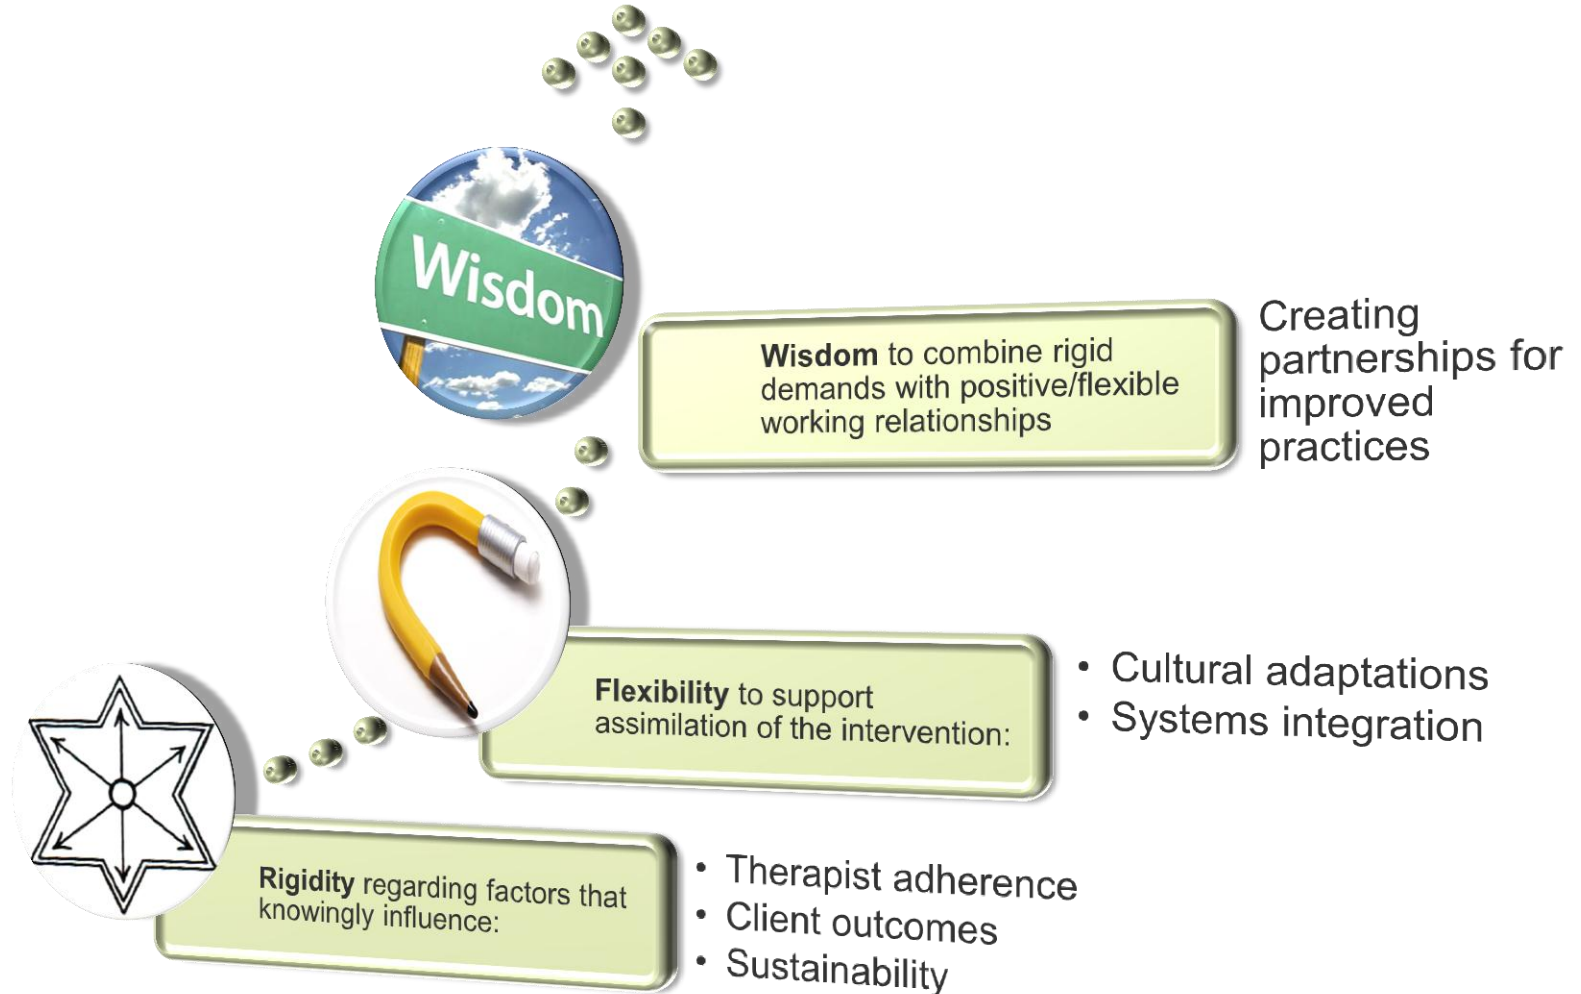 Wisdom
Wisdom to combine rigid
demands with positive/flexible
working relationships
Creating
partnerships for
improved
practices
Flexibility to support
assimilation of the intervention:
• Cultural adaptations
• Systems integration
Rigidity regarding factors that
knowingly influence:
• Therapist adherence
• Client outcomes
• Sustainability